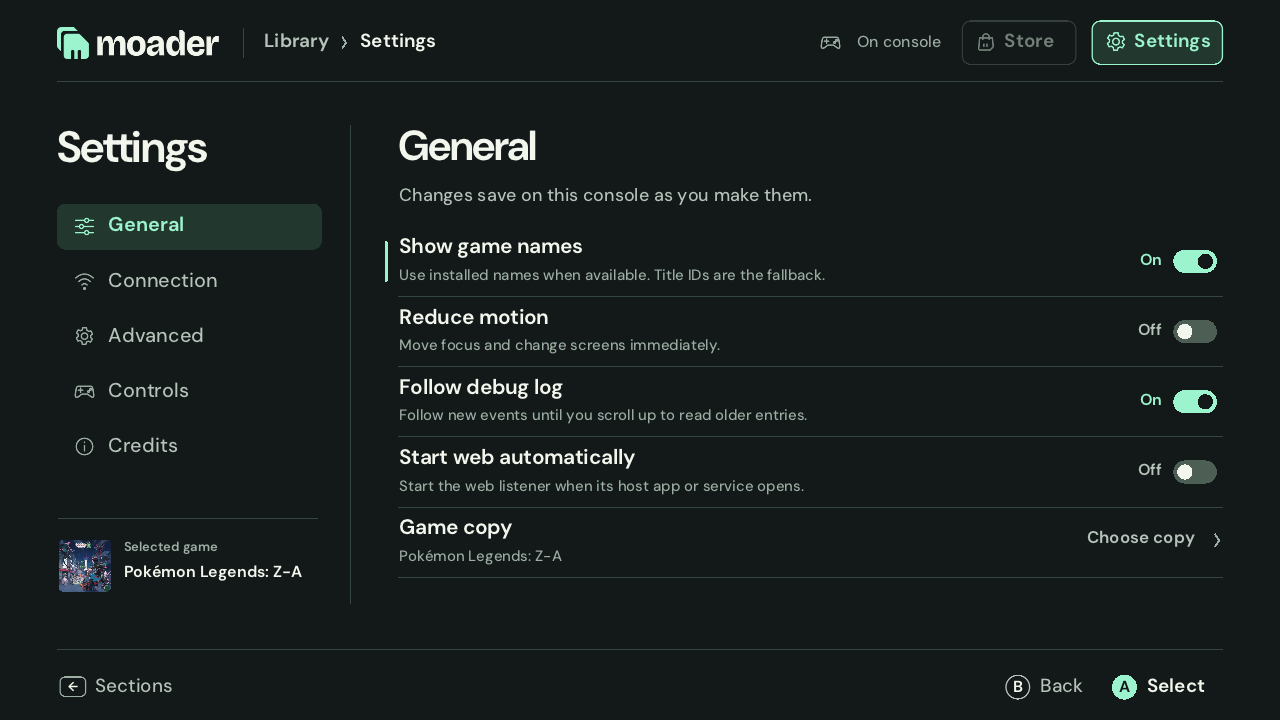 moader
Library › Settings
On console
Store
Settings
Settings
General
Connection
Advanced
Controls
Credits
Selected game
Pokémon Legends: Z-A
General
Changes save on this console as you make them.
Show game names
Use installed names when available. Title IDs are the fallback.
On
Reduce motion
Move focus and change screens immediately.
Off
Follow debug log
Follow new events until you scroll up to read older entries.
On
Start web automatically
Start the web listener when its host app or service opens.
Off
Game copy
Pokémon Legends: Z-A
Choose copy ›
Sections
B Back
A Select